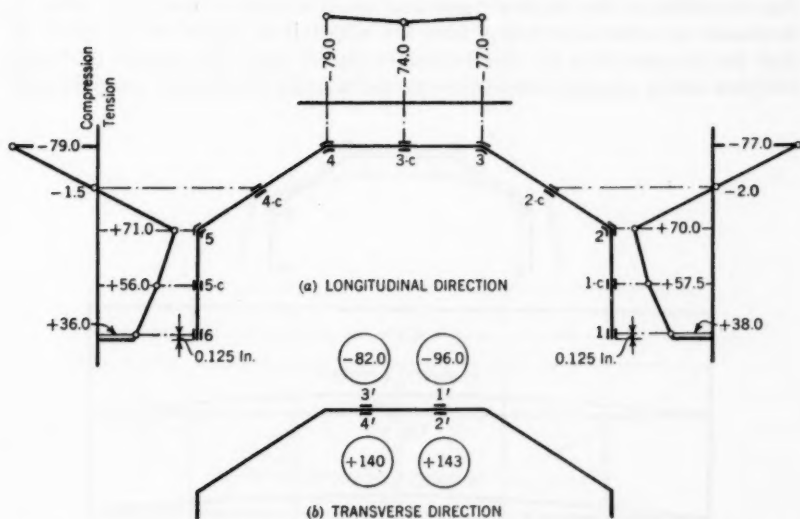 -79.0
-74.0
-77.0
Compression
Tension
-79.0
-77.0
4
3-c
3
-1.5
4-c
2-c
-2.0
+71.0
5
2
+70.0
+56.0
5-c
(a) LONGITUDINAL DIRECTION
1-c
+57.5
+36.0
6
1
+38.0
0.125 In.
0.125 In.
-82.0
-96.0
3'
1'
4'
2'
+140
+143
(b) TRANSVERSE DIRECTION